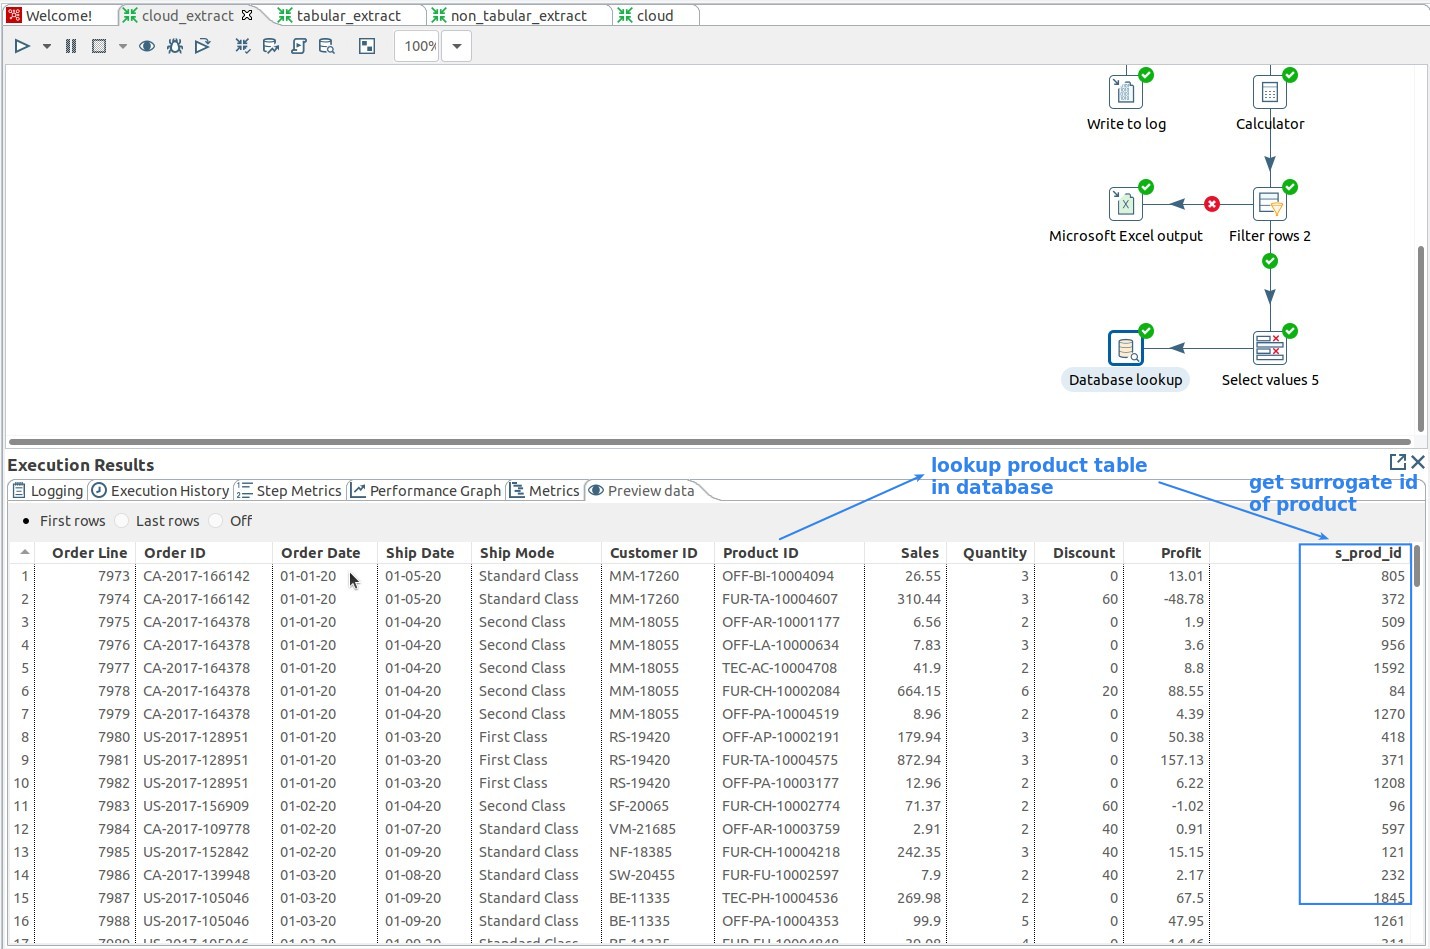 Welcome! cloud_extract tabular_extract non_tabular_extract cloud
100%
Write to log Calculator
Microsoft Excel output Filter rows 2
Database lookup Select values 5
Execution Results
lookup product table
in database
get surrogate id
of product
Logging Execution History Step Metrics Performance Graph Metrics Preview data
First rows Last rows Off
Order Line Order ID Order Date Ship Date Ship Mode Customer ID Product ID Sales Quantity Discount Profit s_prod_id
1 7973 CA-2017-166142 01-01-20 01-05-20 Standard Class MM-17260 OFF-BI-10004094 26.55 3 0 13.01 805
2 7974 CA-2017-166142 01-01-20 01-05-20 Standard Class MM-17260 FUR-TA-10004607 310.44 3 60 -48.78 372
3 7975 CA-2017-164378 01-01-20 01-04-20 Second Class MM-18055 OFF-AR-10001177 6.56 2 0 1.9 509
4 7976 CA-2017-164378 01-01-20 01-04-20 Second Class MM-18055 OFF-LA-10000634 7.83 3 0 3.6 956
5 7977 CA-2017-164378 01-01-20 01-04-20 Second Class MM-18055 TEC-AC-10004708 41.9 2 0 8.8 1592
6 7978 CA-2017-164378 01-01-20 01-04-20 Second Class MM-18055 FUR-CH-10002084 664.15 6 20 88.55 84
7 7979 CA-2017-164378 01-01-20 01-04-20 Second Class MM-18055 OFF-PA-10004519 8.96 2 0 4.39 1270
8 7980 US-2017-128951 01-01-20 01-03-20 First Class RS-19420 OFF-AP-10002191 179.94 3 0 50.38 418
9 7981 US-2017-128951 01-01-20 01-03-20 First Class RS-19420 FUR-TA-10004575 872.94 3 0 157.13 371
10 7982 US-2017-128951 01-01-20 01-03-20 First Class RS-19420 OFF-PA-10003177 12.96 2 0 6.22 1208
11 7983 US-2017-156909 01-02-20 01-04-20 Second Class SF-20065 FUR-CH-10002774 71.37 2 60 -1.02 96
12 7984 CA-2017-109778 01-02-20 01-07-20 Standard Class VM-21685 OFF-AR-10003759 2.91 2 40 0.91 597
13 7985 US-2017-152842 01-02-20 01-09-20 Standard Class NF-18385 FUR-CH-10004218 242.35 3 40 15.15 121
14 7986 CA-2017-139948 01-03-20 01-08-20 Standard Class SW-20455 FUR-FU-10002597 7.9 2 40 2.17 232
15 7987 US-2017-105046 01-03-20 01-09-20 Standard Class BE-11335 TEC-PH-10004536 269.98 2 0 67.5 1845
16 7988 US-2017-105046 01-03-20 01-09-20 Standard Class BE-11335 OFF-PA-10004353 99.9 5 0 47.95 1261